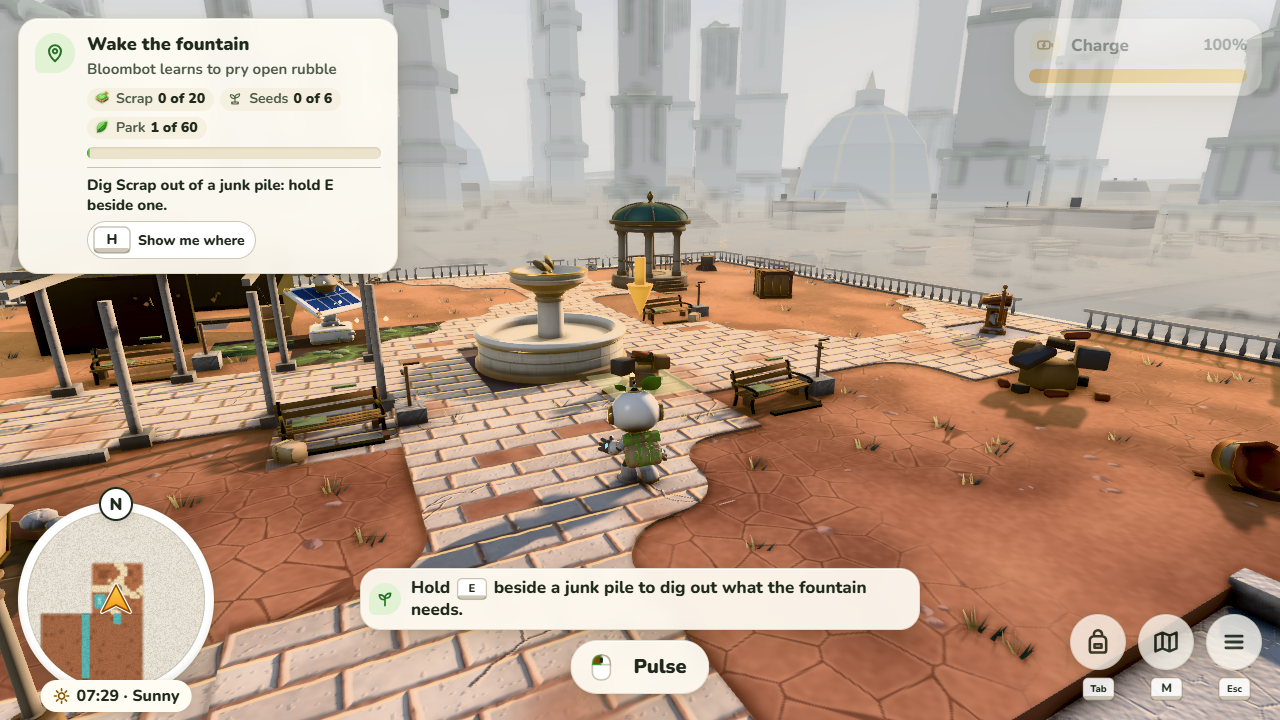 Wake the fountain
Bloombot learns to pry open rubble
Scrap 0 of 20
Seeds 0 of 6
Park 1 of 60
Dig Scrap out of a junk pile: hold E
beside one.
H Show me where
Charge 100%
N
07:29 · Sunny
Hold E beside a junk pile to dig out what the fountain
needs.
Pulse
Tab
M
Esc